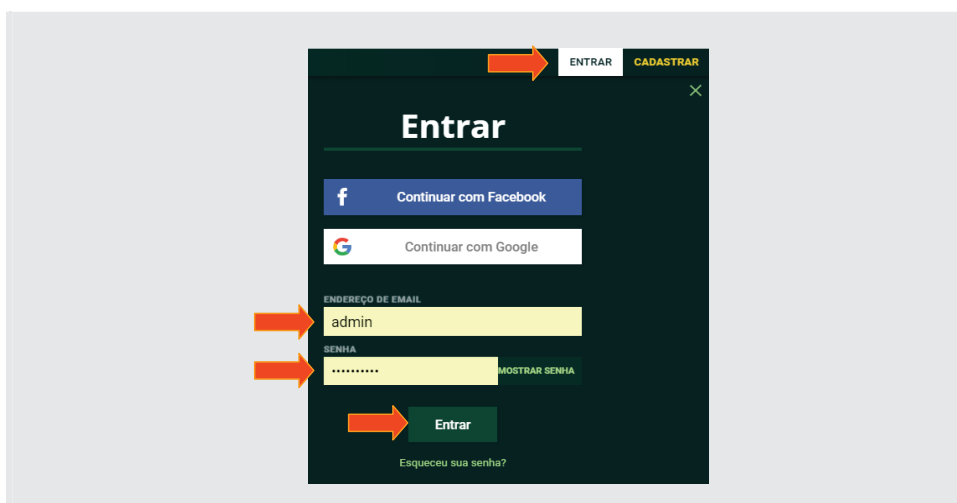 ENTRAR CADASTRAR
Entrar
Continuar com Facebook
Continuar com Google
ENDEREÇO DE EMAIL
admin
SENHA
•••••••••• MOSTRAR SENHA
Entrar
Esqueceu sua senha?